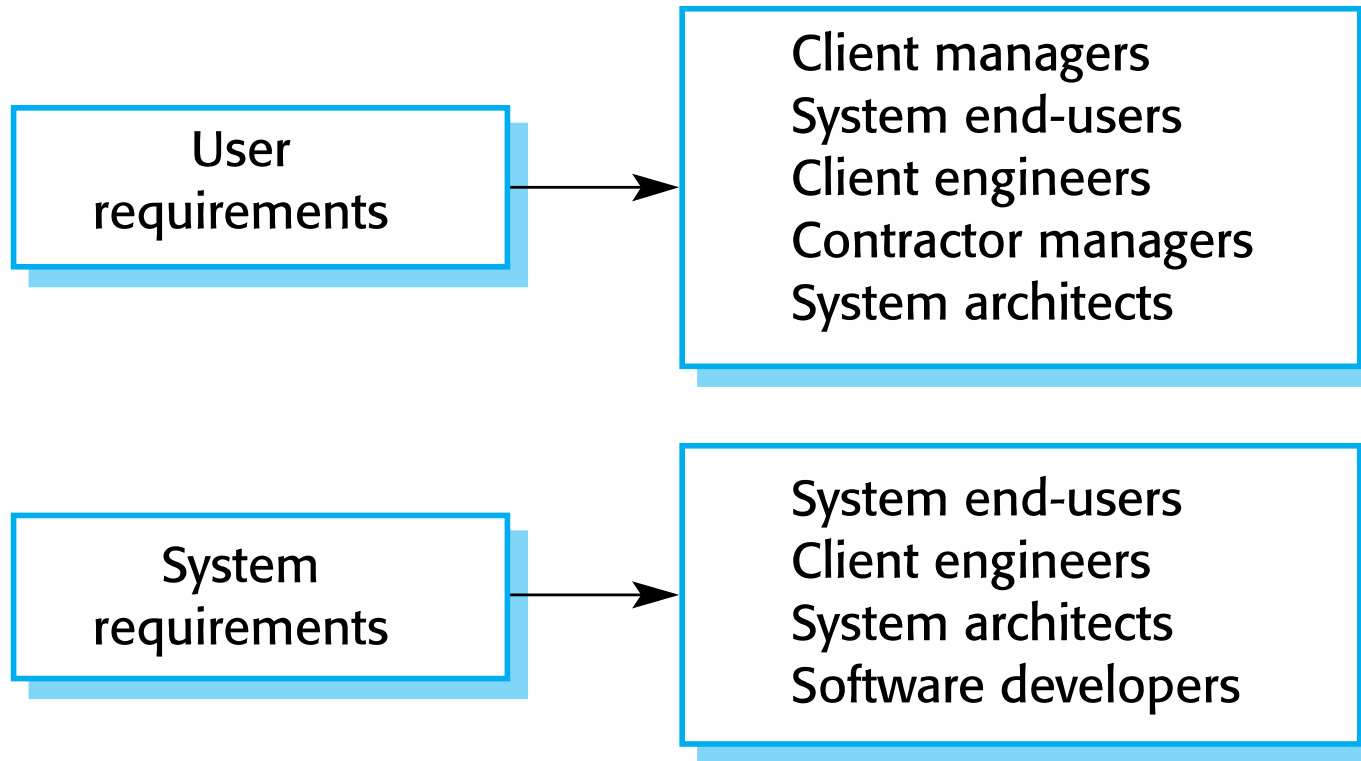 User
requirements
Client managers
System end-users
Client engineers
Contractor managers
System architects
System
requirements
System end-users
Client engineers
System architects
Software developers